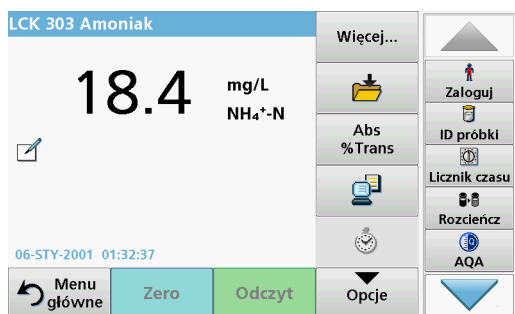 LCK 303 Amoniak
18.4 mg/L
NH₄⁺-N
06-STY-2001 01:32:37
Menu
główne
Zero
Odczyt
Więcej...
Abs
%Trans
Opcje
Zaloguj
ID próbki
Licznik czasu
Rozcieńcz
AQA